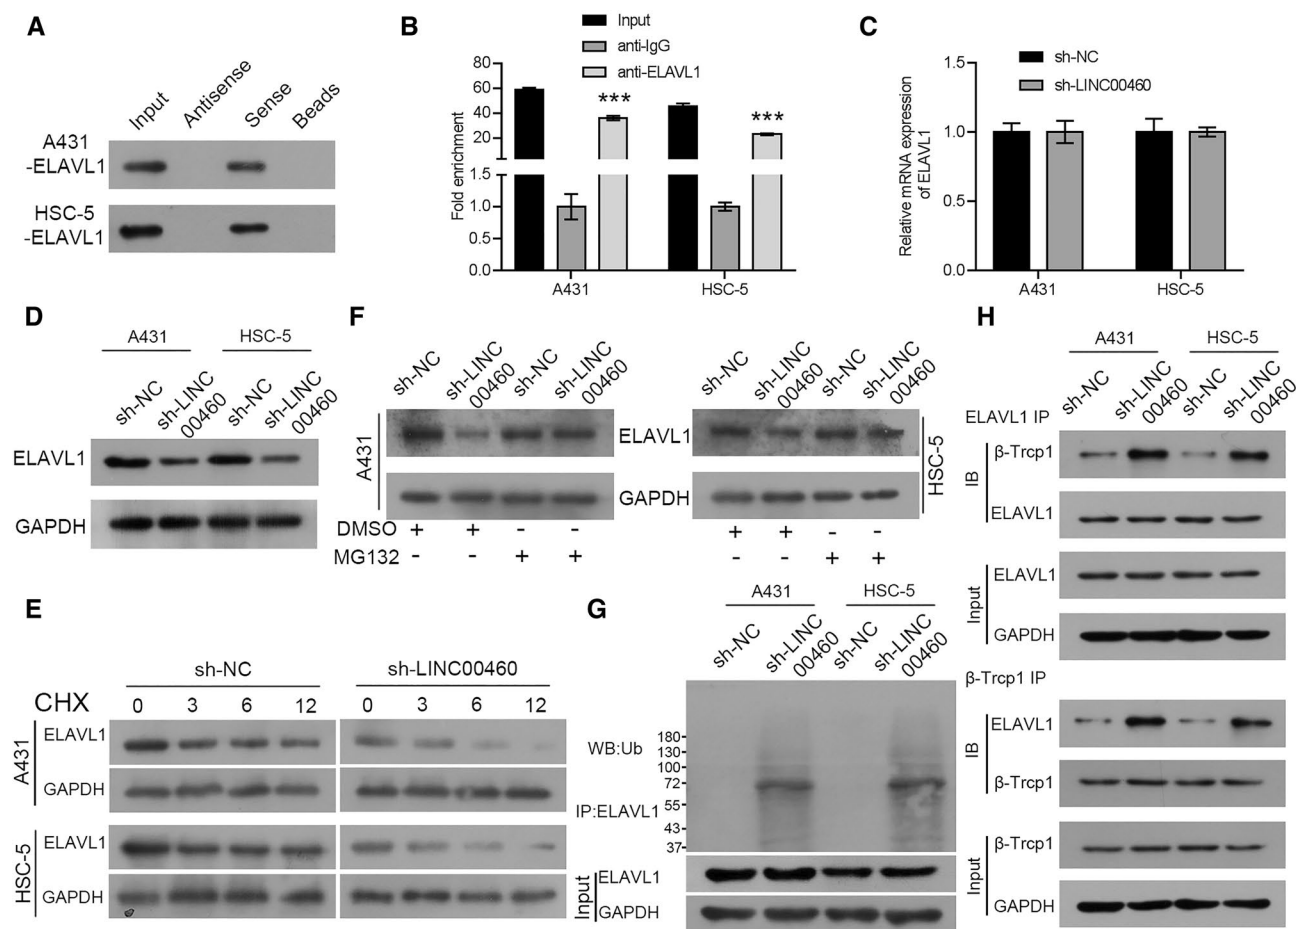 A
Input
Antisense
Sense
Beads
A431
-ELAVL1
HSC-5
-ELAVL1
B
Input
anti-IgG
anti-ELAVL1
Fold enrichment
80
60
40
20
1.5
1.0
0.5
0.0
***
***
A431
HSC-5
C
sh-NC
sh-LINC00460
Relative mRNA expression
of ELAVL1
1.5
1.0
0.5
0.0
A431
HSC-5
D
A431
HSC-5
sh-NC
sh-LINC
00460
sh-NC
sh-LINC
00460
ELAVL1
GAPDH
F
sh-NC
sh-LINC
00460
sh-NC
sh-LINC
00460
sh-NC
sh-LINC
00460
sh-NC
sh-LINC
00460
A431
ELAVL1
GAPDH
HSC-5
DMSO + + - - + + - -
MG132 - - + + - - + +
E
sh-NC
sh-LINC00460
CHX 0 3 6 12 0 3 6 12
A431
ELAVL1
GAPDH
HSC-5
ELAVL1
GAPDH
G
A431
HSC-5
sh-NC
sh-LINC
00460
sh-NC
sh-LINC
00460
WB:Ub
IP:ELAVL1
180
130
100
72
55
43
37
Input
ELAVL1
GAPDH
H
A431
HSC-5
sh-NC
sh-LINC
00460
sh-NC
sh-LINC
00460
ELAVL1 IP
IB
β-Trcp1
ELAVL1
Input
ELAVL1
GAPDH
β-Trcp1 IP
IB
ELAVL1
β-Trcp1
Input
β-Trcp1
GAPDH